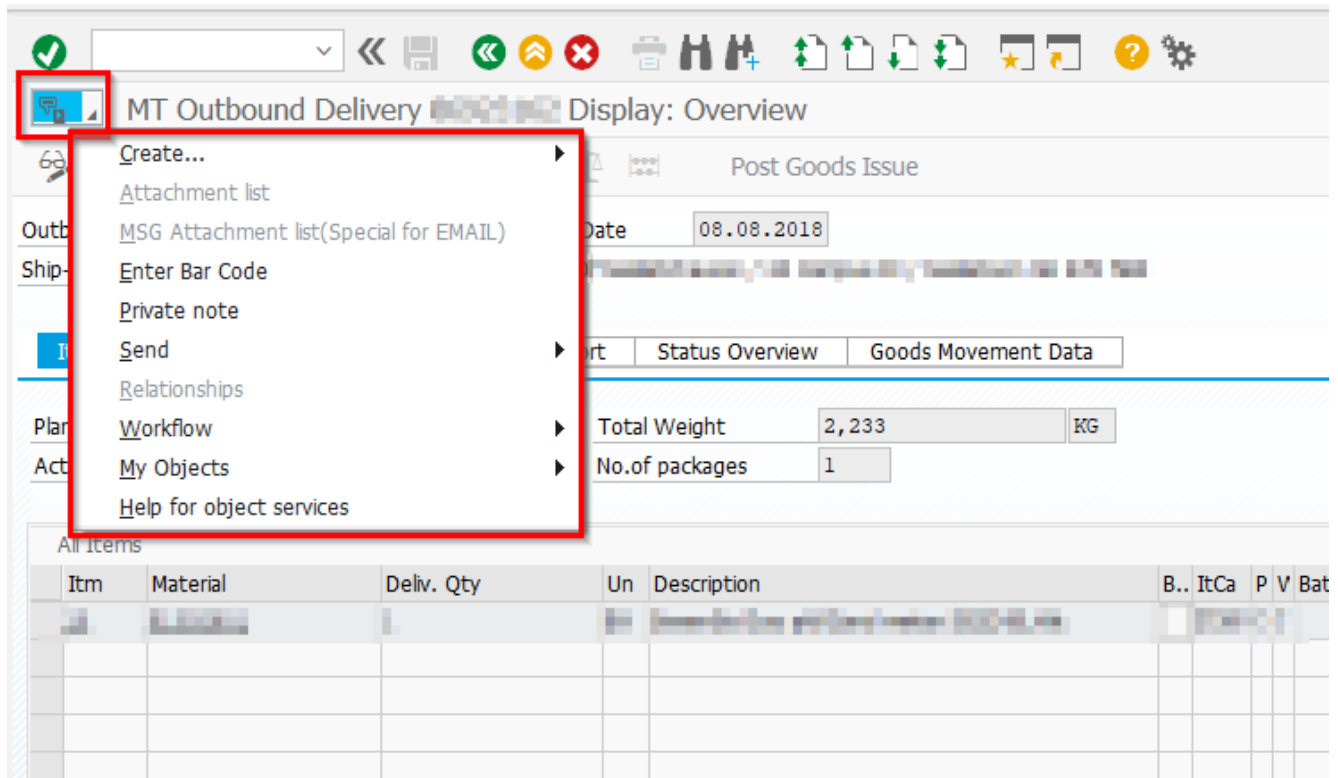 MT Outbound Delivery Display: Overview
Create...
Attachment list
MSG Attachment list(Special for EMAIL)
Enter Bar Code
Private note
Send
Relationships
Workflow
My Objects
Help for object services
Post Goods Issue
Outb
Date 08.08.2018
Ship-
It
rt Status Overview Goods Movement Data
Plan
Total Weight 2,233 KG
Act
No.of packages 1
All Items
Itm Material Deliv. Qty Un Description B.. ItCa P V Bat